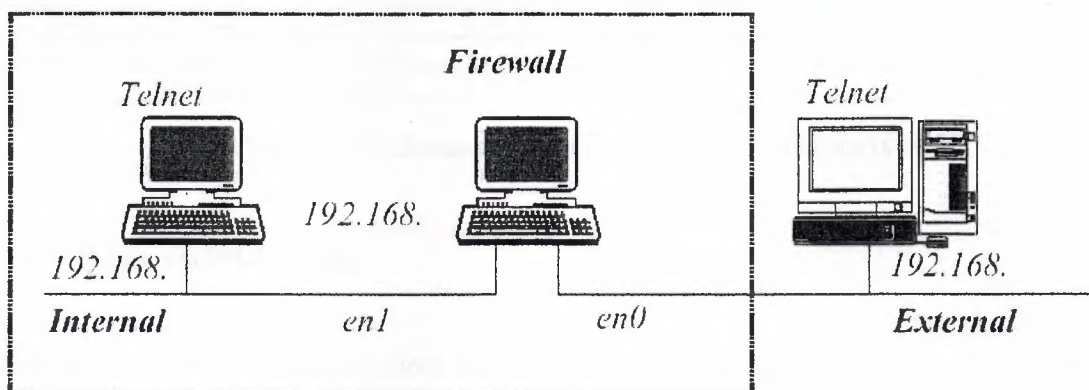 Firewall
Telnet
Telnet
192.168.
192.168.
192.168.
Internal
en1
en0
External